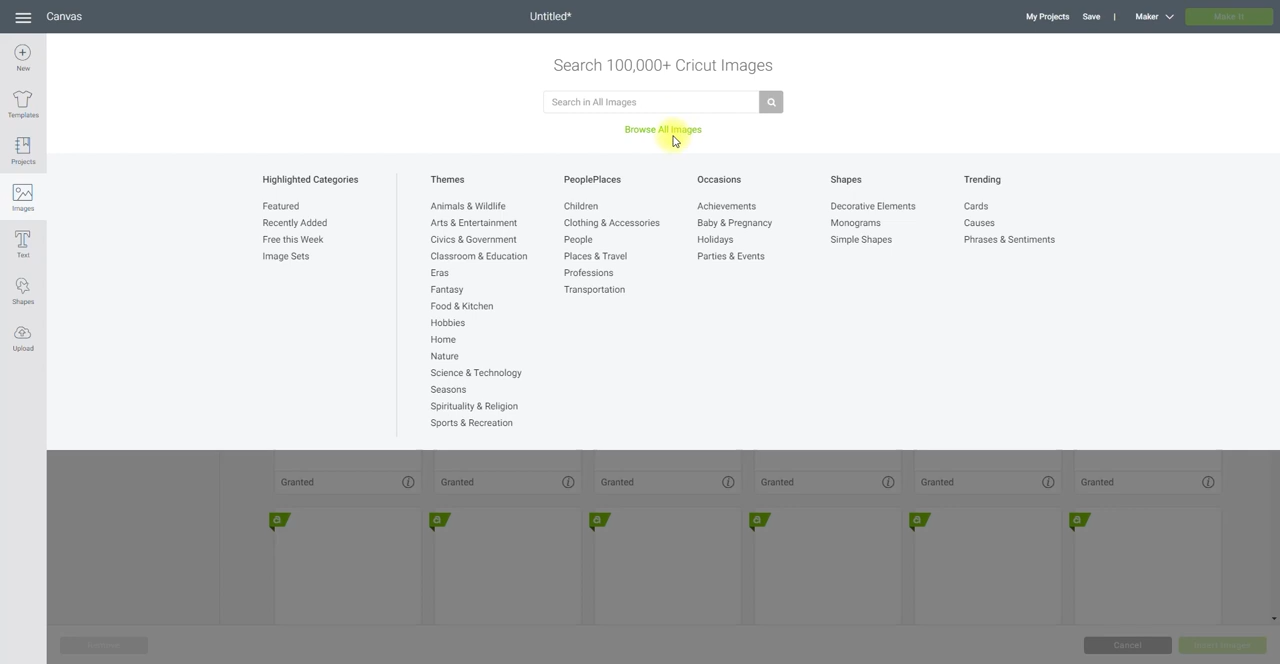 Canvas
Untitled*
My Projects Save | Maker Make It
New
Templates
Projects
Images
Text
Shapes
Upload
Search 100,000+ Cricut Images
Search in All Images
Browse All Images
Highlighted Categories
Featured
Recently Added
Free this Week
Image Sets
Themes
Animals & Wildlife
Arts & Entertainment
Civics & Government
Classroom & Education
Eras
Fantasy
Food & Kitchen
Hobbies
Home
Nature
Science & Technology
Seasons
Spirituality & Religion
Sports & Recreation
PeoplePlaces
Children
Clothing & Accessories
People
Places & Travel
Professions
Transportation
Occasions
Achievements
Baby & Pregnancy
Holidays
Parties & Events
Shapes
Decorative Elements
Monograms
Simple Shapes
Trending
Cards
Causes
Phrases & Sentiments
Granted Granted Granted Granted Granted Granted
a a a a a a
Cancel Insert Images